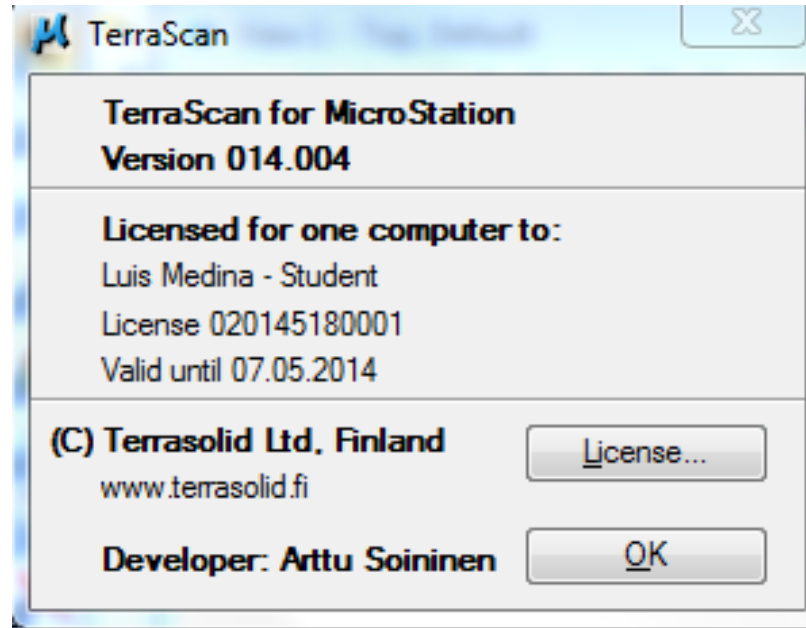 TerraScan
TerraScan for MicroStation
Version 014.004
Licensed for one computer to:
Luis Medina - Student
License 020145180001
Valid until 07.05.2014
(C) Terrasolid Ltd, Finland
License...
www.terrasolid.fi
Developer: Arttu Soininen
OK